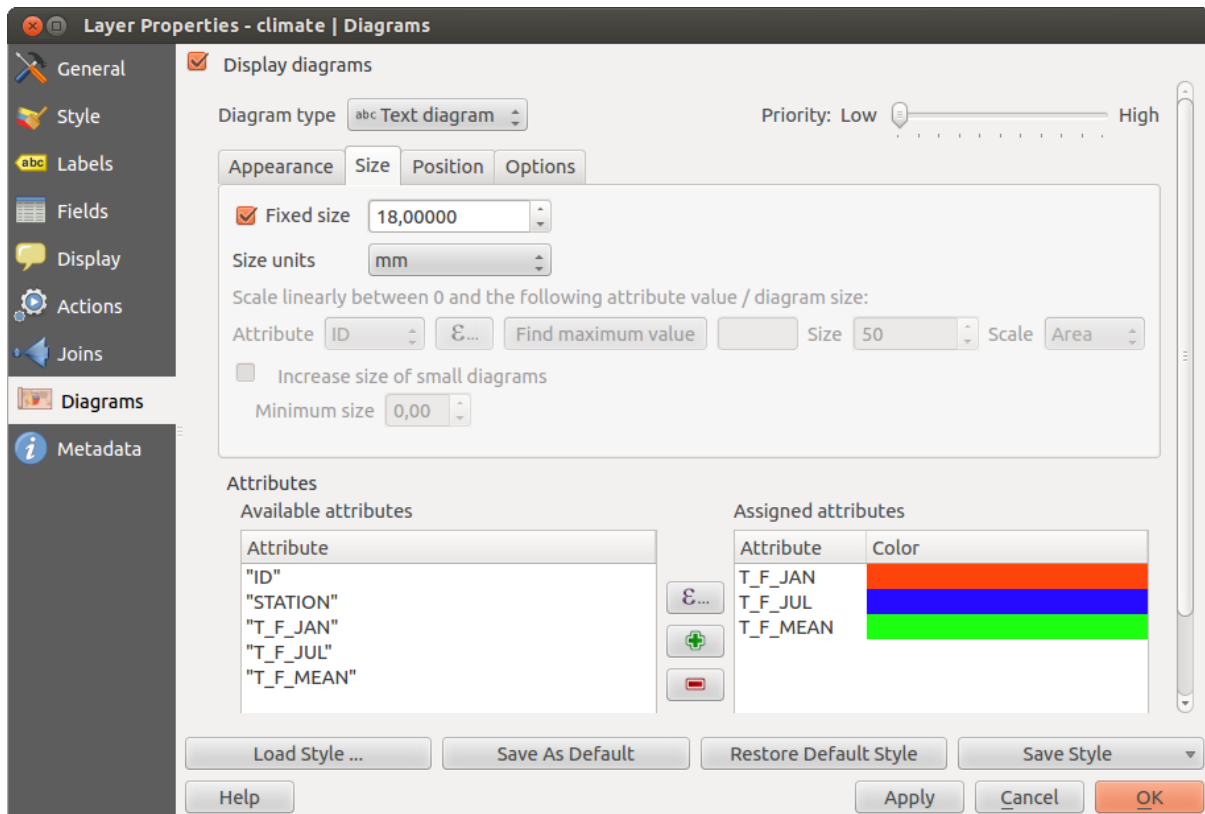 Layer Properties - climate | Diagrams
General
Style
abc Labels
Fields
Display
Actions
Joins
Diagrams
i Metadata
Display diagrams
Diagram type abc Text diagram Priority: Low High
Appearance Size Position Options
Fixed size 18,00000
Size units mm
Scale linearly between 0 and the following attribute value / diagram size:
Attribute ID ε... Find maximum value Size 50 Scale Area
Increase size of small diagrams
Minimum size 0,00
Attributes
Available attributes
Attribute
"ID"
"STATION"
"T_F_JAN"
"T_F_JUL"
"T_F_MEAN"
ε...
Assigned attributes
Attribute Color
T_F_JAN
T_F_JUL
T_F_MEAN
Load Style ... Save As Default Restore Default Style Save Style
Help Apply Cancel OK